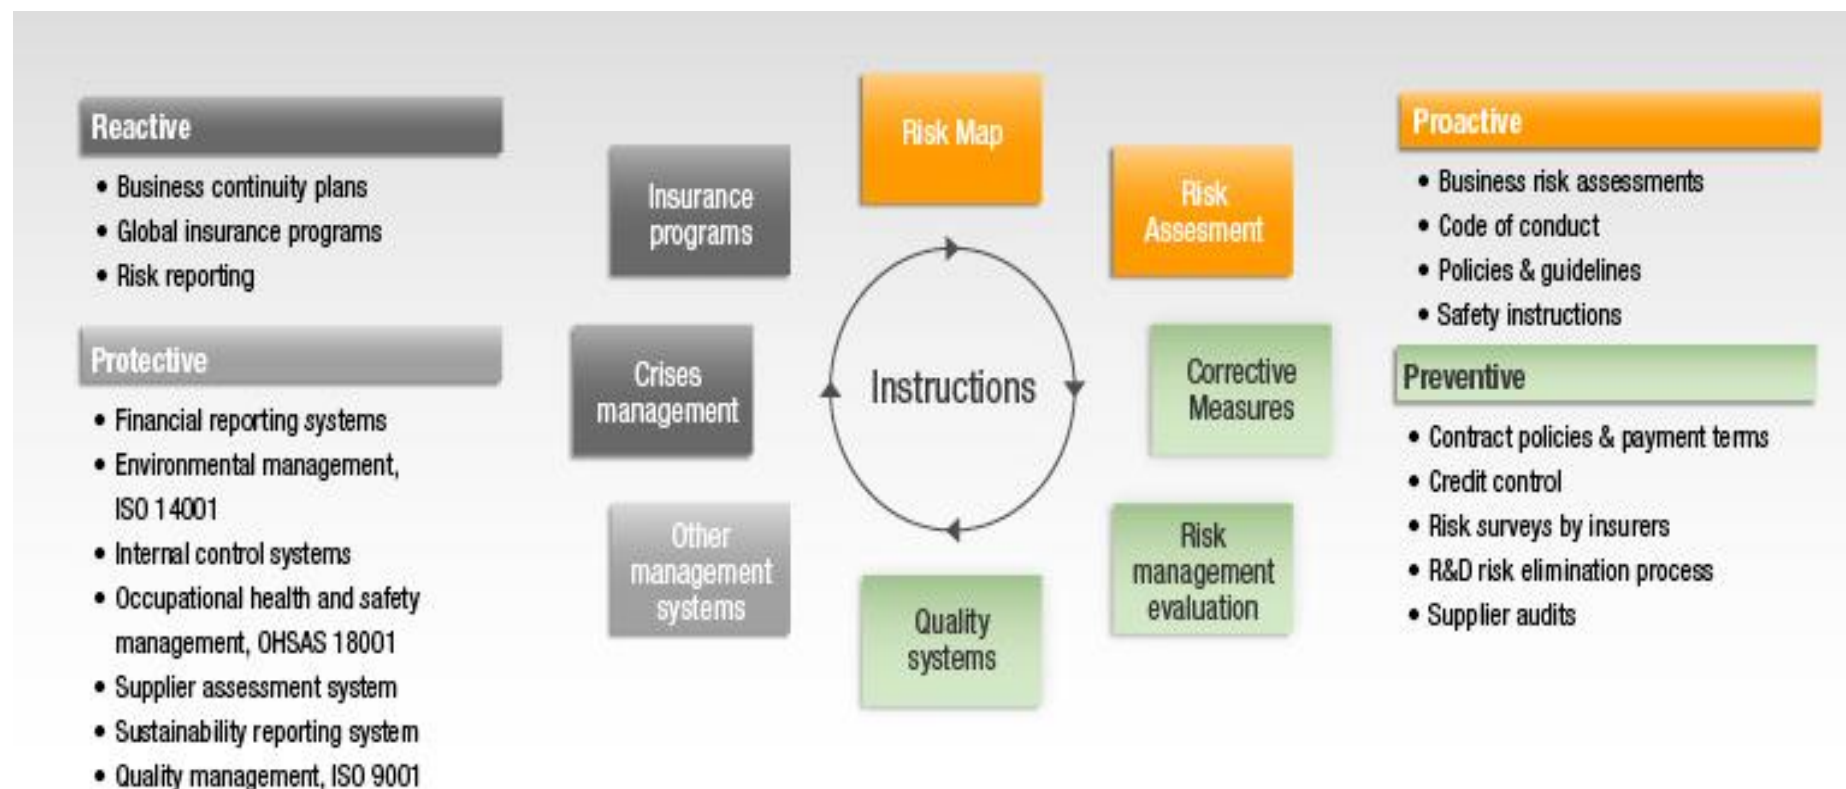 Reactive
• Business continuity plans
• Global insurance programs
• Risk reporting
Protective
• Financial reporting systems
• Environmental management,
ISO 14001
• Internal control systems
• Occupational health and safety
management, OHSAS 18001
• Supplier assessment system
• Sustainability reporting system
• Quality management, ISO 9001
Risk Map
Risk
Assesment
Corrective
Measures
Risk
management
evaluation
Quality
systems
Other
management
systems
Crises
management
Insurance
programs
Instructions
Proactive
• Business risk assessments
• Code of conduct
• Policies & guidelines
• Safety instructions
Preventive
• Contract policies & payment terms
• Credit control
• Risk surveys by insurers
• R&D risk elimination process
• Supplier audits